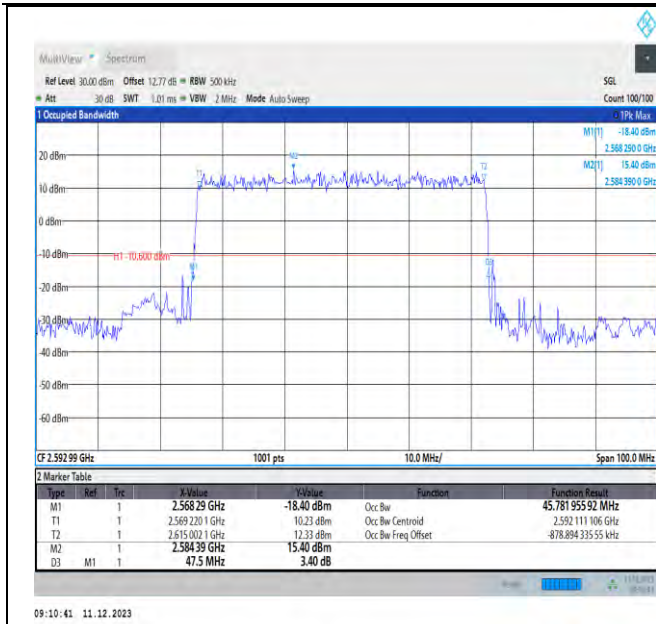 MultiView Spectrum
Ref Level 30.00 dBm Offset 12.77 dB RBW 500 kHz SGL
Att 30 dB SWT 1.01 ms VBW 2 MHz Mode Auto Sweep Count 100/100
1 Occupied Bandwidth 1Pk Max
M1[1] -18.40 dBm
2.568 290 0 GHz
M2[1] 15.40 dBm
2.584 390 0 GHz
20 dBm
T1 M2 T2
10 dBm
0 dBm
-10 dBm
H1 -10.600 dBm
M1 D3
-20 dBm
-30 dBm
-40 dBm
-50 dBm
-60 dBm
CF 2.592 99 GHz 1001 pts 10.0 MHz/ Span 100.0 MHz
2 Marker Table
Type Ref Trc X-Value Y-Value Function Function Result
M1 1 2.568 29 GHz -18.40 dBm Occ Bw 45.781 955 92 MHz
T1 1 2.569 220 1 GHz 10.23 dBm Occ Bw Centroid 2.592 111 106 GHz
T2 1 2.615 002 1 GHz 12.33 dBm Occ Bw Freq Offset -878.894 335 55 kHz
M2 1 2.584 39 GHz 15.40 dBm
D3 M1 1 47.5 MHz 3.40 dB
09:10:41 11.12.2023